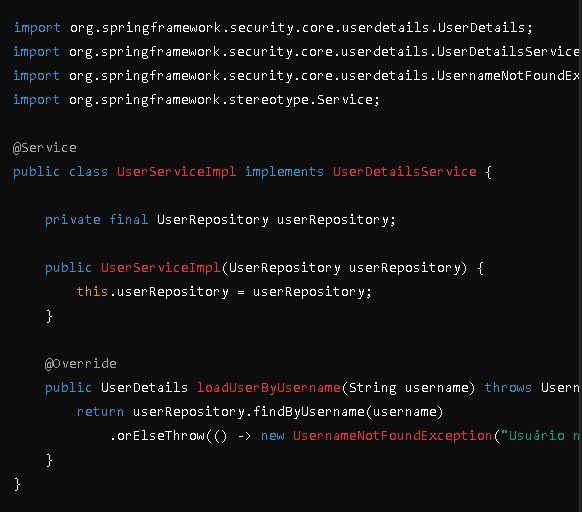 import org.springframework.security.core.userdetails.UserDetails;
import org.springframework.security.core.userdetails.UserDetailsService
import org.springframework.security.core.userdetails.UsernameNotFoundEx
import org.springframework.stereotype.Service;
@Service
public class UserServiceImpl implements UserDetailsService {
private final UserRepository userRepository;
public UserServiceImpl(UserRepository userRepository) {
this.userRepository = userRepository;
}
@Override
public UserDetails loadUserByUsername(String username) throws Usern
return userRepository.findByUsername(username)
.orElseThrow(() -> new UsernameNotFoundException("Usuário n
}
}